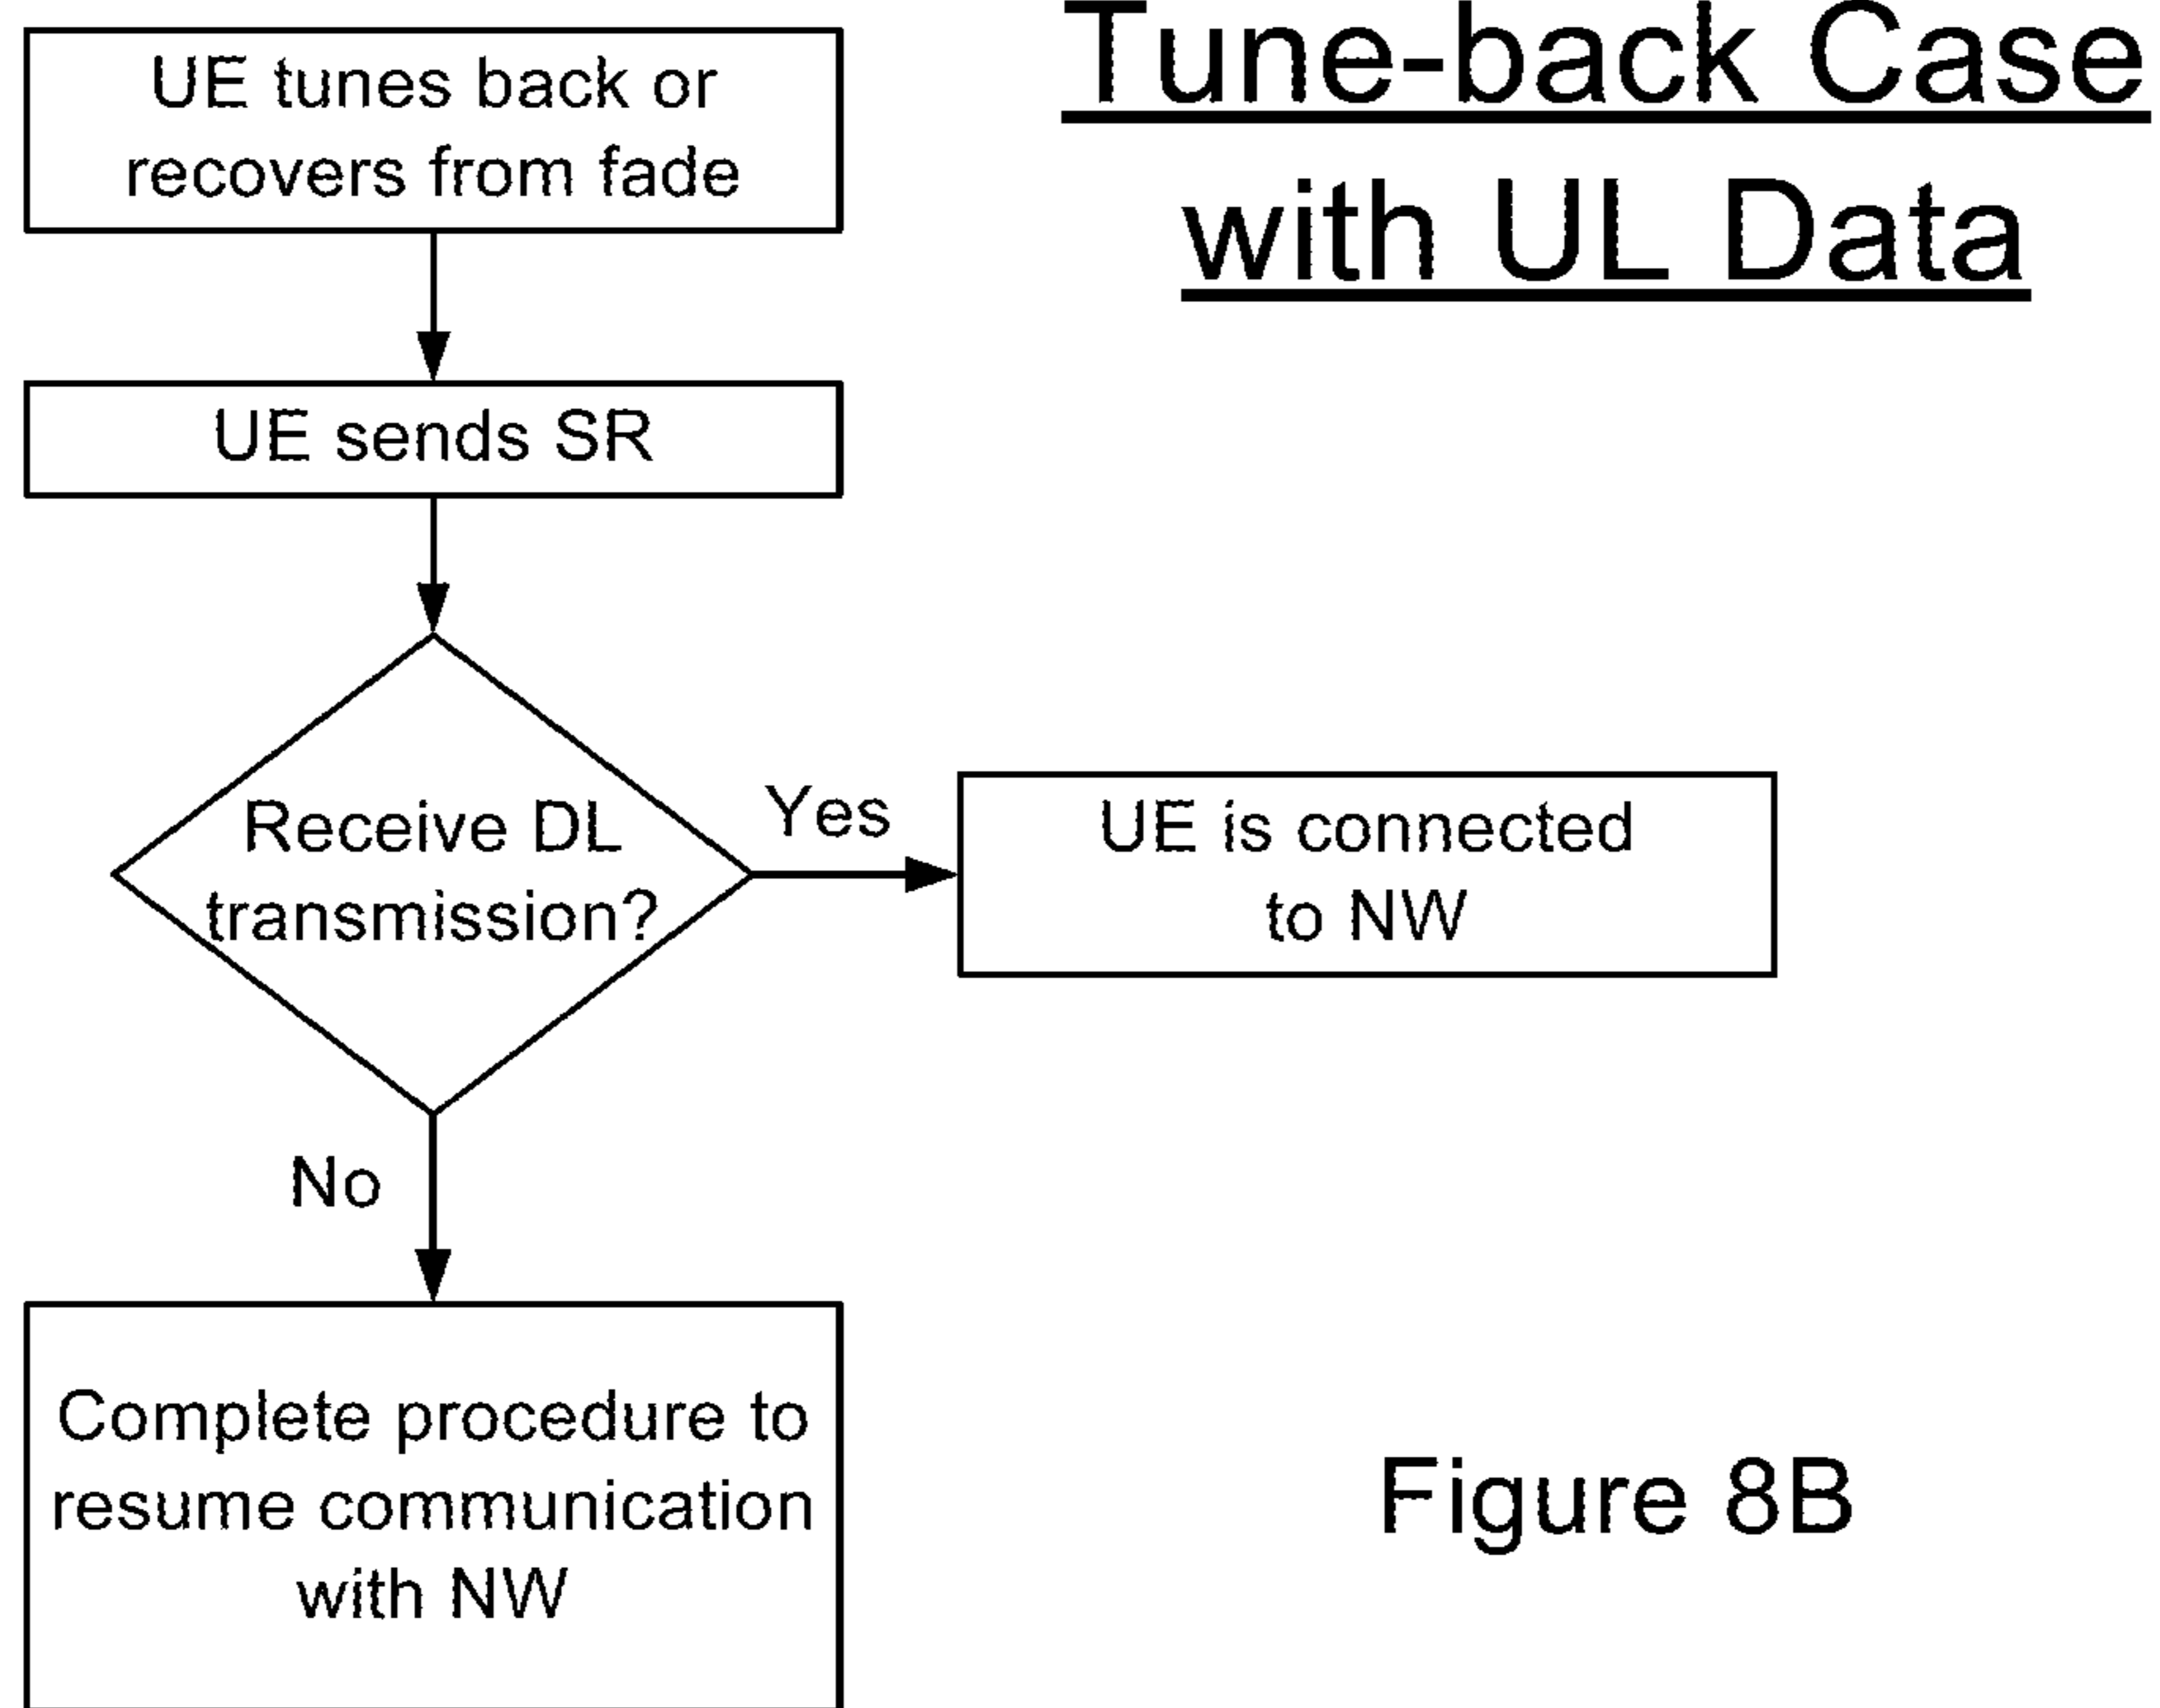 Tune-back Case
with UL Data
UE tunes back or
recovers from fade
UE sends SR
Receive DL
transmission?
Yes
UE is connected
to NW
No
Complete procedure to
resume communication
with NW
Figure 8B